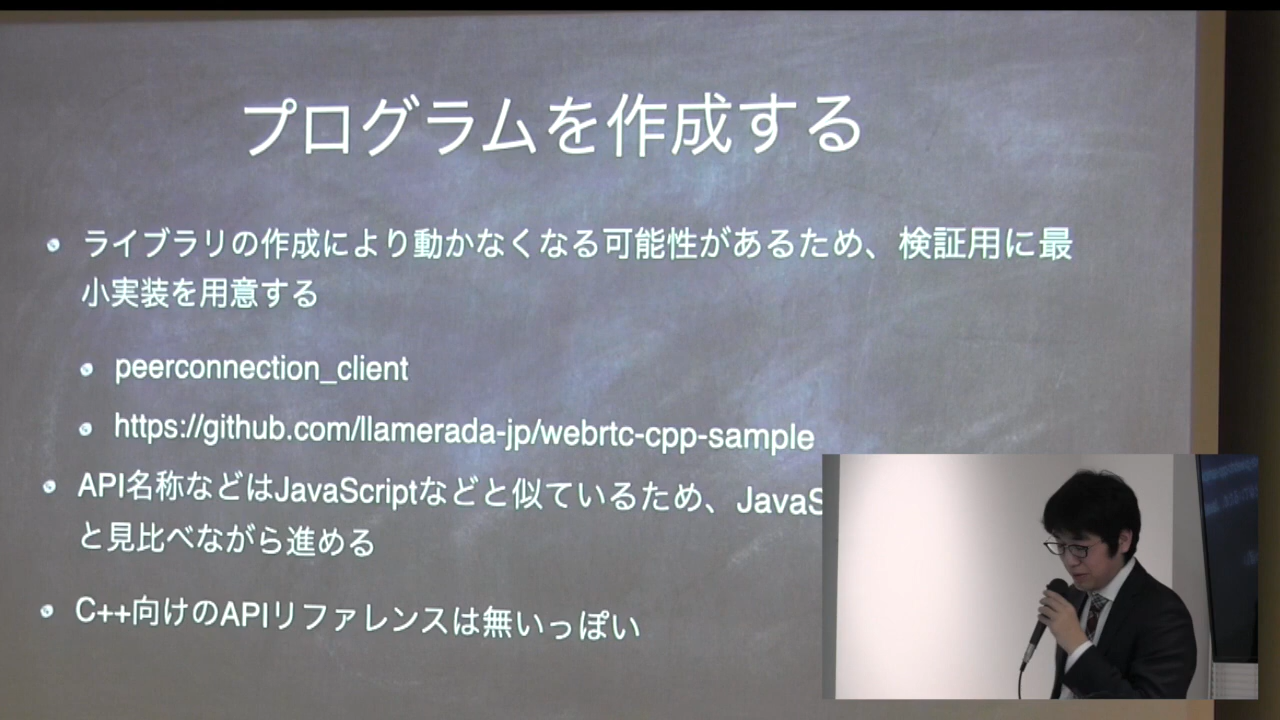 プログラムを作成する
ライブラリの作成により動かなくなる可能性があるため、検証用に最
小実装を用意する
peerconnection_client
https://github.com/llamerada-jp/webrtc-cpp-sample
API名称などはJavaScriptなどと似ているため、JavaS
と見比べながら進める
C++向けのAPIリファレンスは無いっぽい